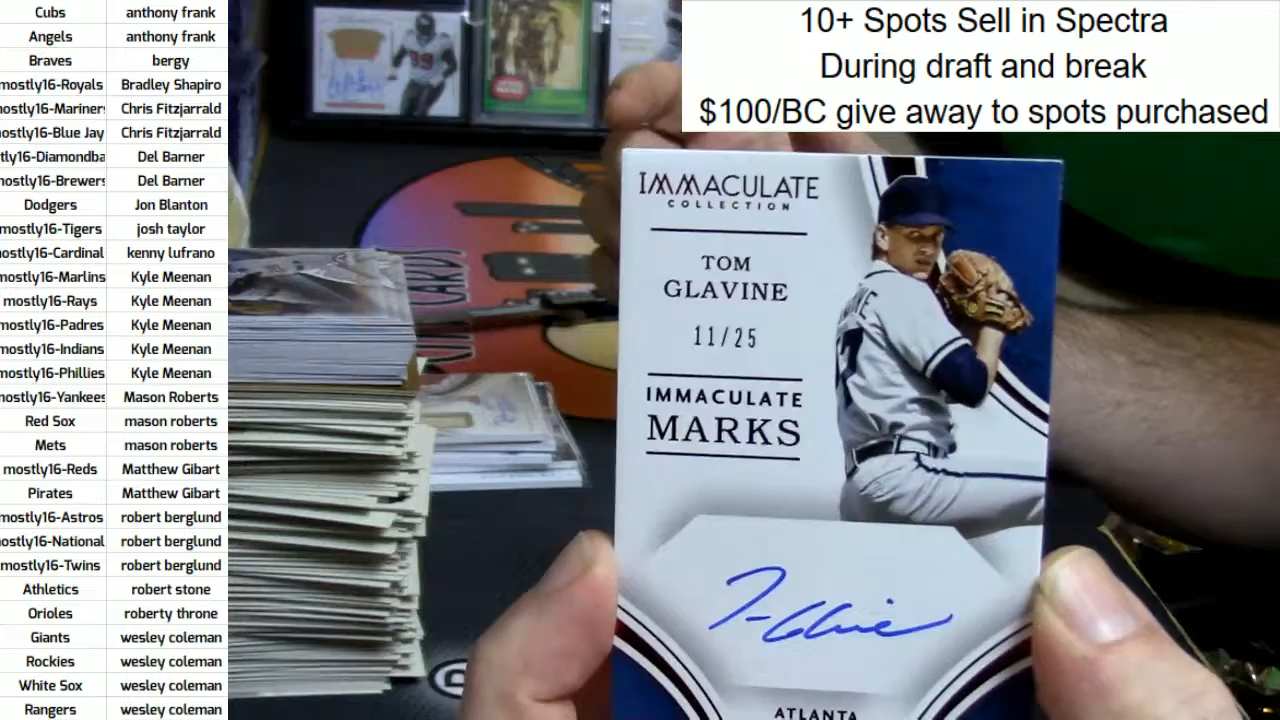 Cubs anthony frank
Angels anthony frank
Braves bergy
mostly16-Royals Bradley Shapiro
mostly16-Mariners Chris Fitzjarrald
ostly16-Blue Jay Chris Fitzjarrald
tly16-Diamondba Del Barner
mostly16-Brewers Del Barner
Dodgers Jon Blanton
mostly16-Tigers josh taylor
nostly16-Cardinal kenny lufrano
mostly16-Marlins Kyle Meenan
mostly16-Rays Kyle Meenan
mostly16-Padres Kyle Meenan
mostly16-Indians Kyle Meenan
mostly16-Phillies Kyle Meenan
mostly16-Yankees Mason Roberts
Red Sox mason roberts
Mets mason roberts
mostly16-Reds Matthew Gibart
Pirates Matthew Gibart
mostly16-Astros robert berglund
ostly16-National robert berglund
mostly16-Twins robert berglund
Athletics robert stone
Orioles roberty throne
Giants wesley coleman
Rockies wesley coleman
White Sox wesley coleman
Rangers wesley coleman
10+ Spots Sell in Spectra
During draft and break
$100/BC give away to spots purchased
IMMACULATE
COLLECTION
TOM
GLAVINE
11/25
IMMACULATE
MARKS
ATLANTA
CARDS
99